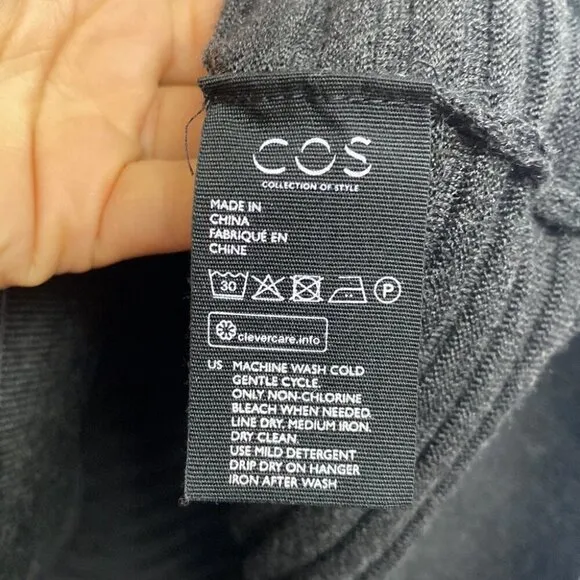 COS
COLLECTION OF STYLE
MADE IN
CHINA
FABRIQUÉ EN
CHINE
30 P
clevercare.info
US MACHINE WASH COLD
GENTLE CYCLE.
ONLY NON-CHLORINE
BLEACH WHEN NEEDED.
LINE DRY. MEDIUM IRON.
DRY CLEAN
USE MILD DETERGENT
DRIP DRY ON HANGER
IRON AFTER WASH